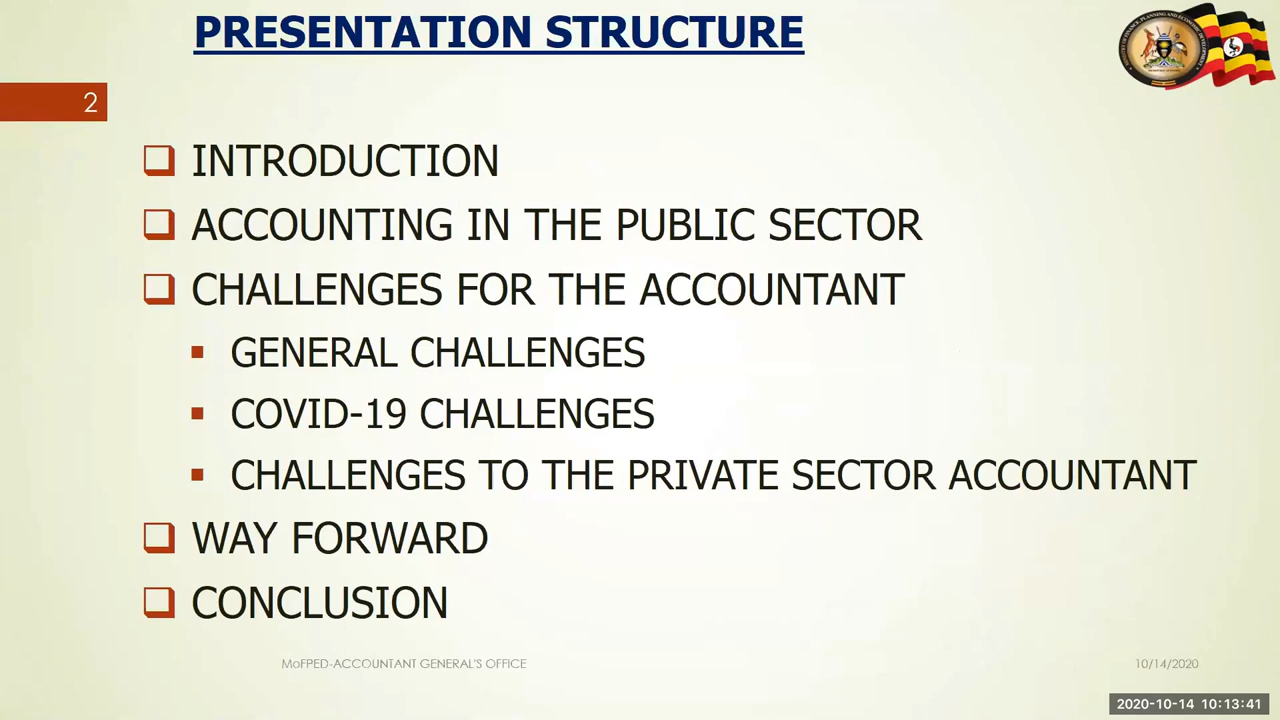 PRESENTATION STRUCTURE
2
INTRODUCTION
ACCOUNTING IN THE PUBLIC SECTOR
CHALLENGES FOR THE ACCOUNTANT
GENERAL CHALLENGES
COVID-19 CHALLENGES
CHALLENGES TO THE PRIVATE SECTOR ACCOUNTANT
WAY FORWARD
CONCLUSION
MoFPED-ACCOUNTANT GENERAL'S OFFICE
10/14/2020
2020-10-14 10:13:41